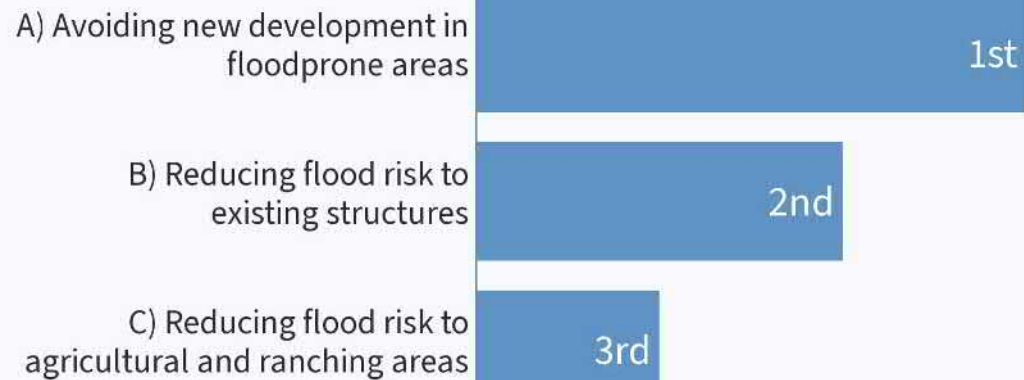 A) Avoiding new development in
floodprone areas
1st
B) Reducing flood risk to
existing structures
2nd
C) Reducing flood risk to
agricultural and ranching areas
3rd